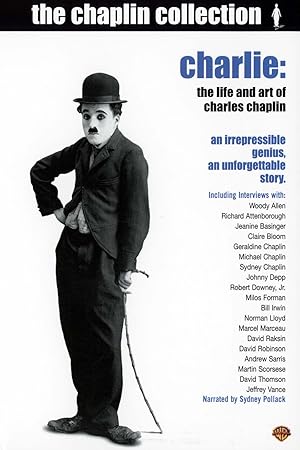 the chaplin collection
charlie:
the life and art of
charles chaplin
an irrepressible
genius,
an unforgettable
story.
Including Interviews with:
Woody Allen
Richard Attenborough
Jeanine Basinger
Claire Bloom
Geraldine Chaplin
Michael Chaplin
Sydney Chaplin
Johnny Depp
Robert Downey, Jr.
Milos Forman
Bill Irwin
Norman Lloyd
Marcel Marceau
David Raksin
David Robinson
Andrew Sarris
Martin Scorsese
David Thomson
Jeffrey Vance
Narrated by Sydney Pollack